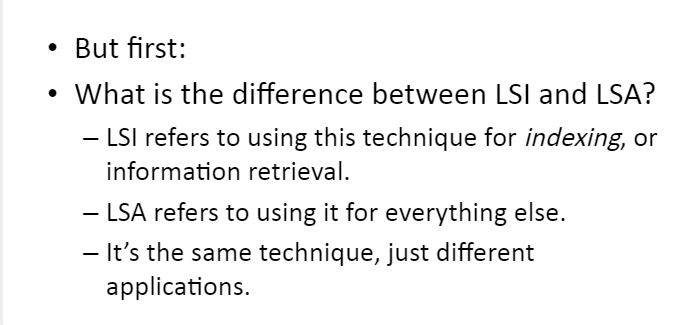 • But first:
• What is the difference between LSI and LSA?
– LSI refers to using this technique for indexing, or
information retrieval.
– LSA refers to using it for everything else.
– It’s the same technique, just different
applications.